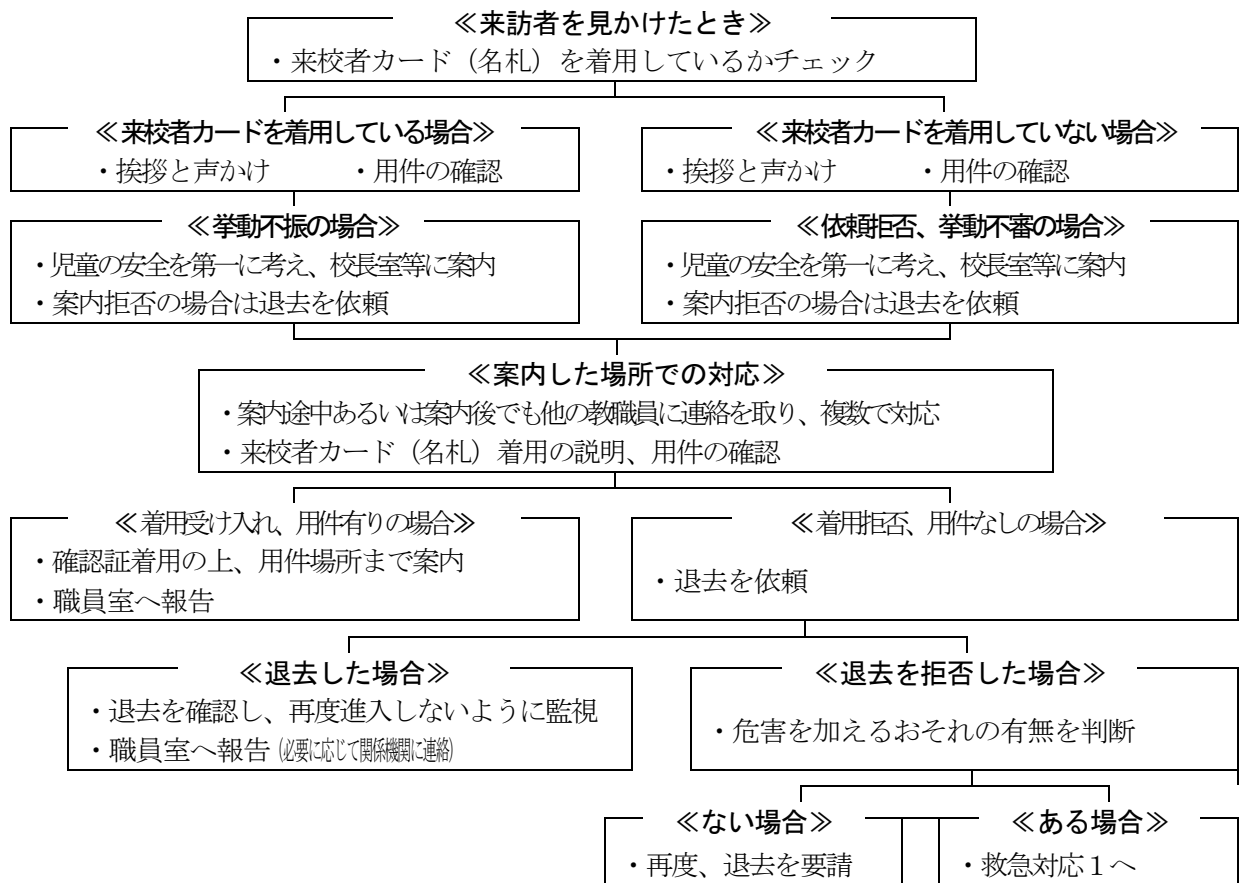 ≪来訪者を見かけたとき≫
・来校者カード（名札）を着用しているかチェック
≪来校者カードを着用している場合≫
・挨拶と声かけ　　・用件の確認
≪来校者カードを着用していない場合≫
・挨拶と声かけ　　・用件の確認
≪挙動不振の場合≫
・児童の安全を第一に考え、校長室等に案内
・案内拒否の場合は退去を依頼
≪依頼拒否、挙動不審の場合≫
・児童の安全を第一に考え、校長室等に案内
・案内拒否の場合は退去を依頼
≪案内した場所での対応≫
・案内途中あるいは案内後でも他の教職員に連絡を取り、複数で対応
・来校者カード（名札）着用の説明、用件の確認
≪着用受け入れ、用件有りの場合≫
・確認証着用の上、用件場所まで案内
・職員室へ報告
≪着用拒否、用件なしの場合≫
・退去を依頼
≪退去した場合≫
・退去を確認し、再度進入しないように監視
・職員室へ報告（必要に応じて関係機関に連絡）
≪退去を拒否した場合≫
・危害を加えるおそれの有無を判断
≪ない場合≫
・再度、退去を要請
≪ある場合≫
・救急対応１へ